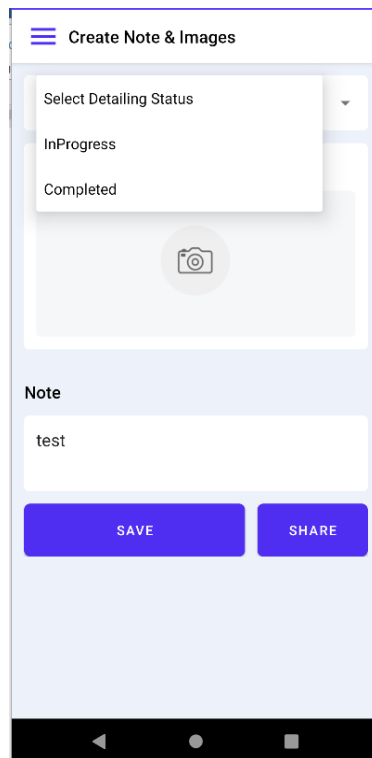 Create Note & Images
Select Detailing Status
InProgress
Completed
Note
test
SAVE
SHARE